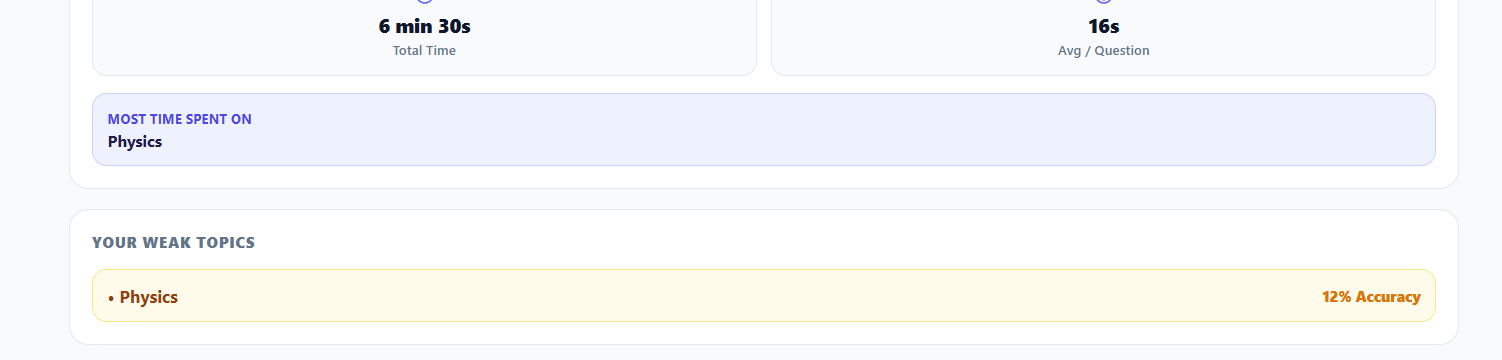 6 min 30s
Total Time
16s
Avg / Question
MOST TIME SPENT ON
Physics
YOUR WEAK TOPICS
• Physics
12% Accuracy